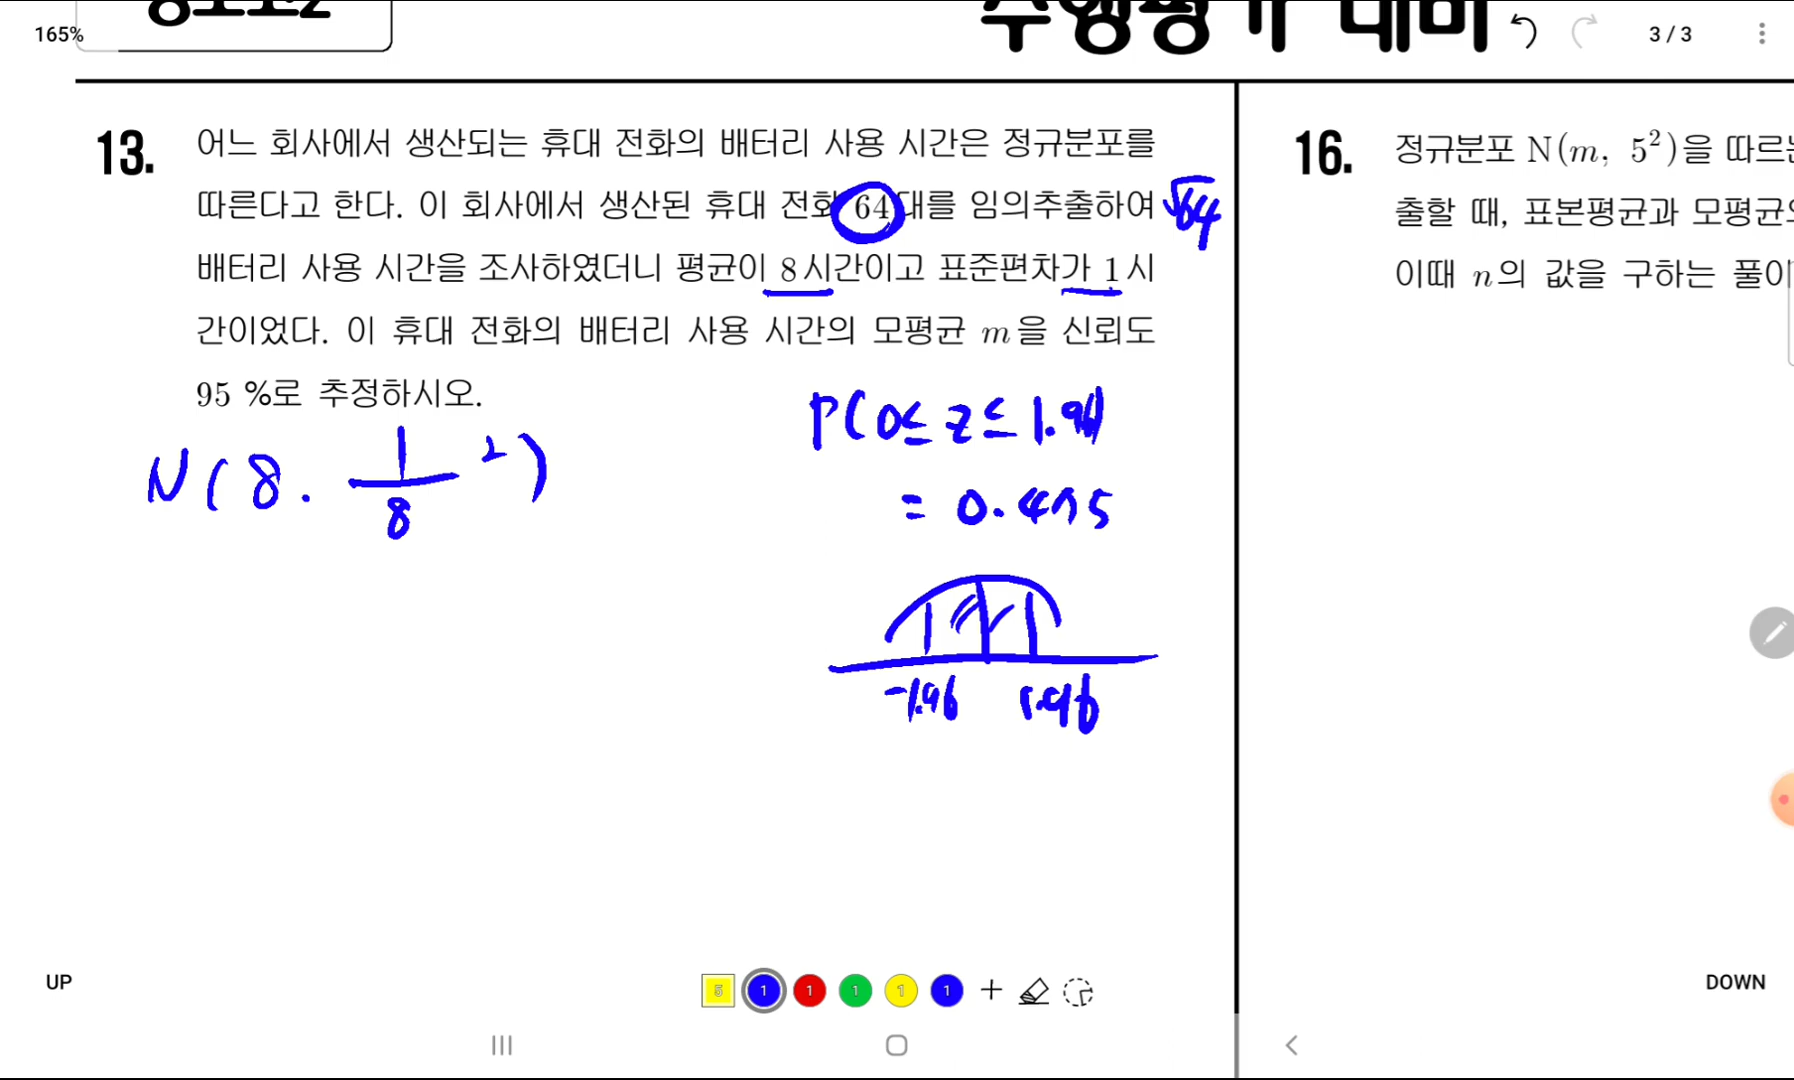 165%
3 / 3
13. 어느 회사에서 생산되는 휴대 전화의 배터리 사용 시간은 정규분포를
따른다고 한다. 이 회사에서 생산된 휴대 전화 64대를 임의추출하여
√64
배터리 사용 시간을 조사하였더니 평균이 8시간이고 표준편차가 1시
간이었다. 이 휴대 전화의 배터리 사용 시간의 모평균 m을 신뢰도
95 %로 추정하시오.
N(8. 1/8 ²)
P(0≤ z ≤ 1.96)
= 0.475
-1.96 1.96
16. 정규분포 N(m, 5²)을 따르는
출할 때, 표본평균과 모평균
이때 n의 값을 구하는 풀이
UP
5 1 1 1 1 1
DOWN